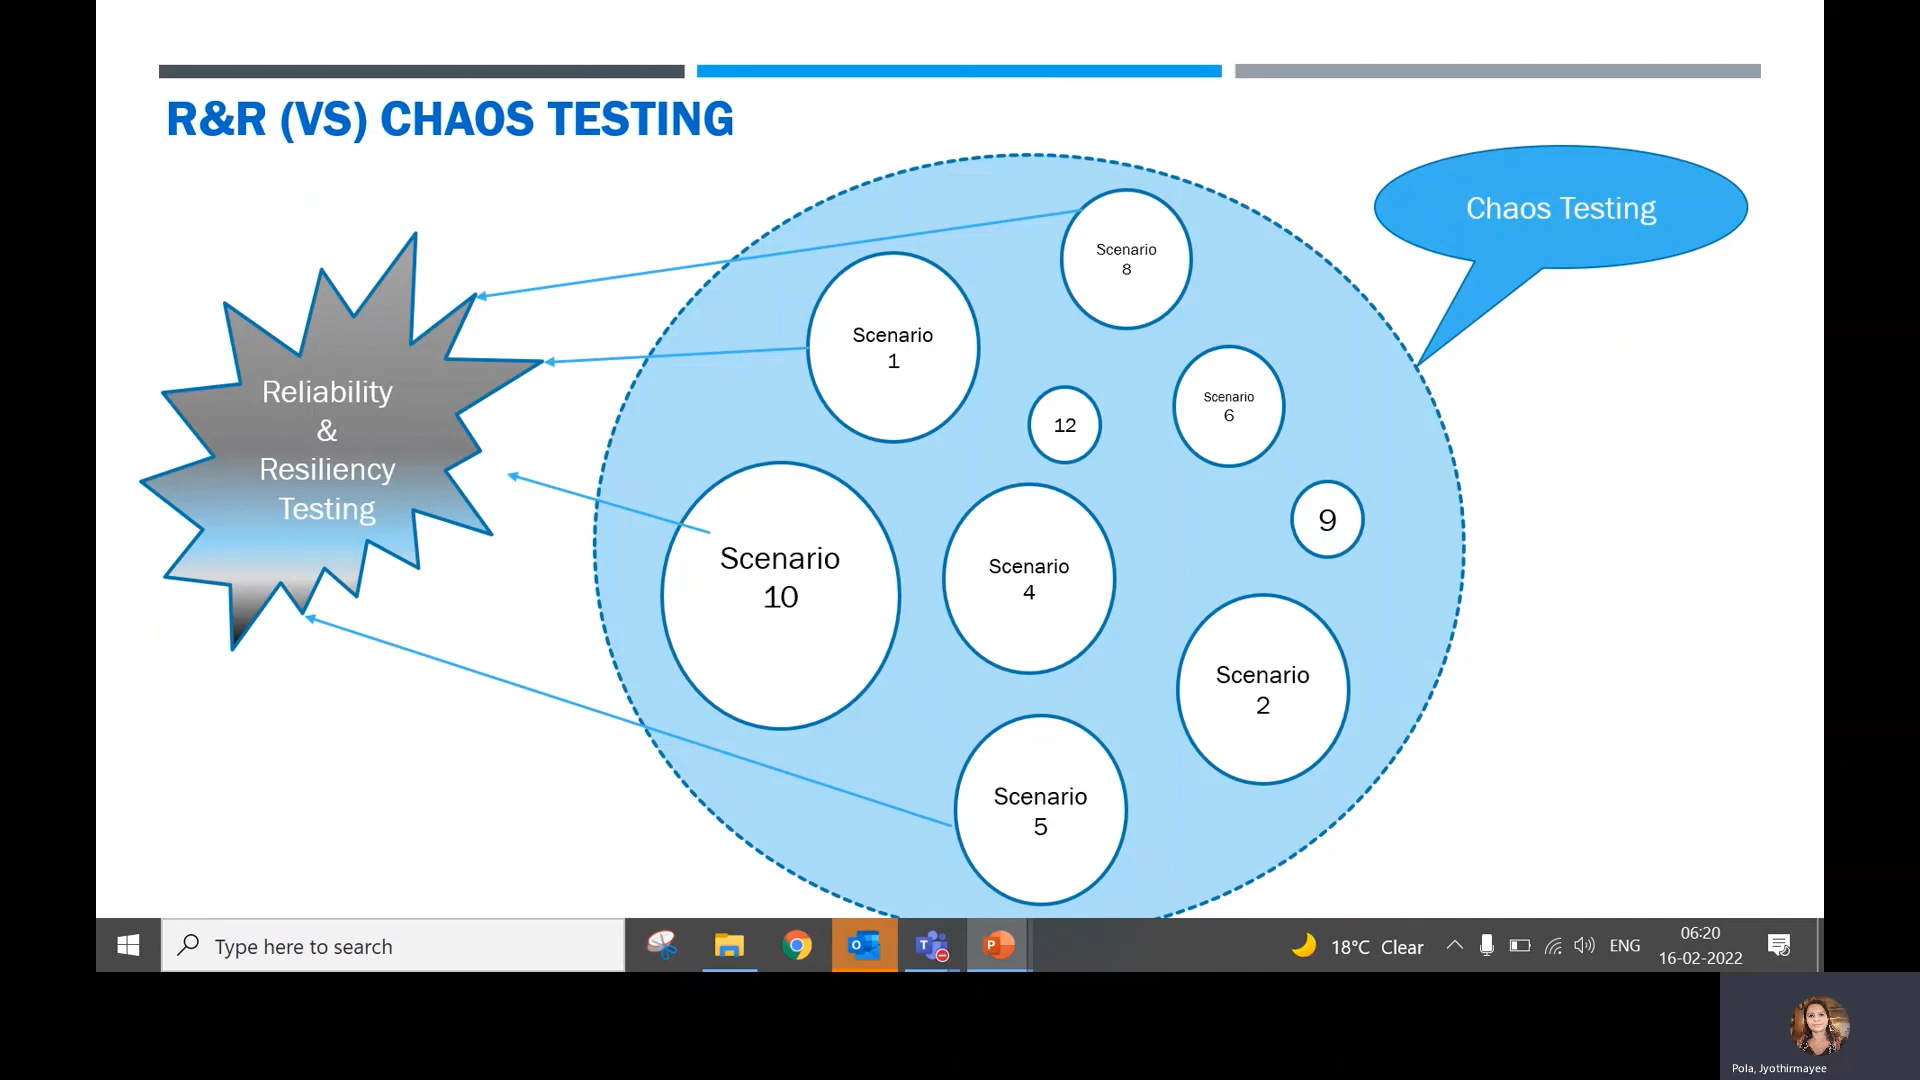 R&R (VS) CHAOS TESTING
Chaos Testing
Scenario
8
Scenario
1
Reliability
&
Resiliency
Testing
12
Scenario
6
9
Scenario
10
Scenario
4
Scenario
2
Scenario
5
Type here to search
18°C Clear
ENG
06:20
16-02-2022
Pola, Jyothirmayee